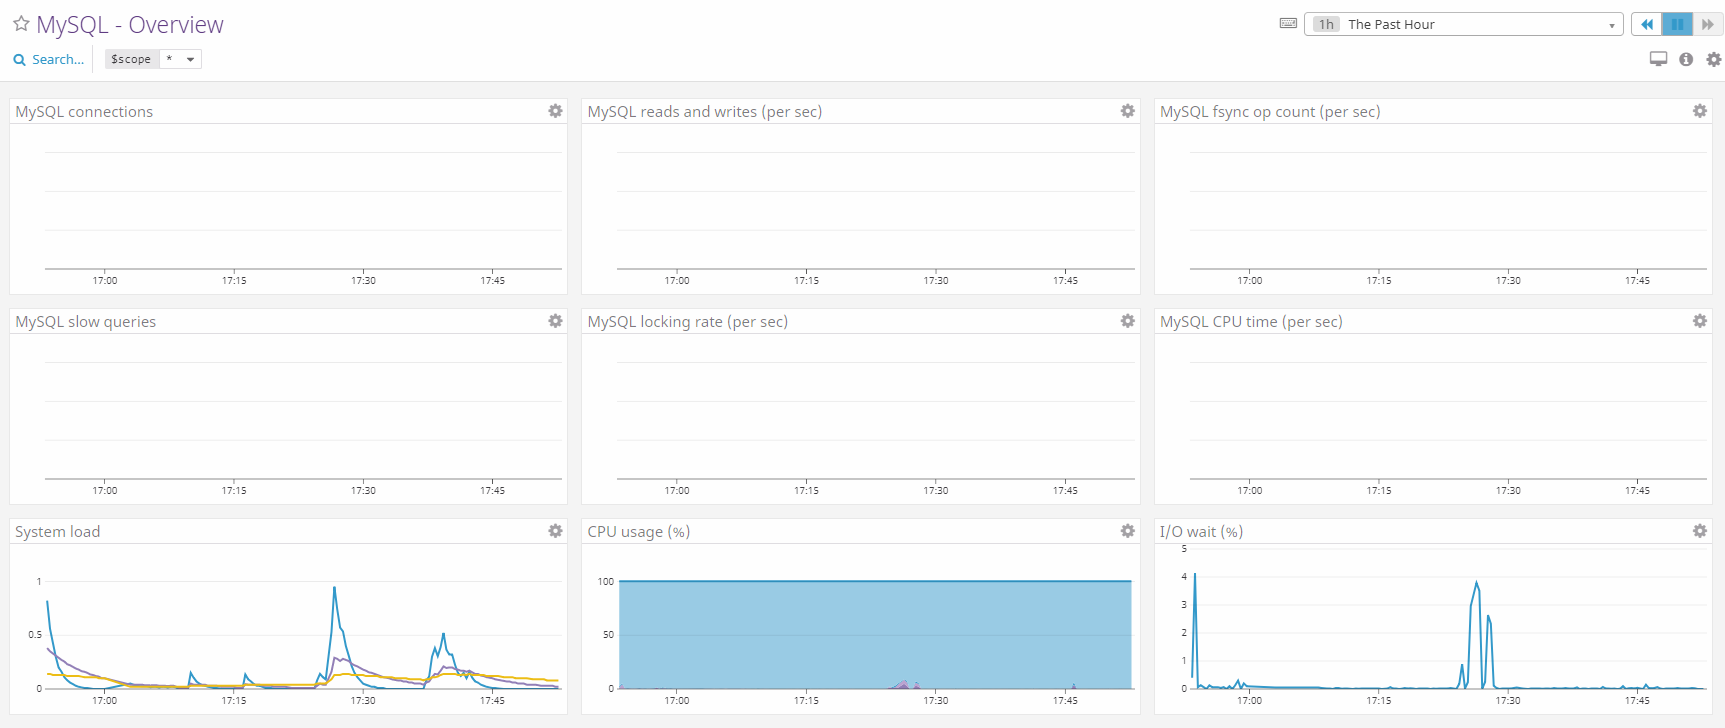 MySQL - Overview
1h The Past Hour
Search... $scope *
MySQL connections
17:00 17:15 17:30 17:45
MySQL reads and writes (per sec)
17:00 17:15 17:30 17:45
MySQL fsync op count (per sec)
17:00 17:15 17:30 17:45
MySQL slow queries
17:00 17:15 17:30 17:45
MySQL locking rate (per sec)
17:00 17:15 17:30 17:45
MySQL CPU time (per sec)
17:00 17:15 17:30 17:45
System load
1
0.5
0
17:00 17:15 17:30 17:45
CPU usage (%)
100
50
0
17:00 17:15 17:30 17:45
I/O wait (%)
5
4
3
2
1
0
17:00 17:15 17:30 17:45